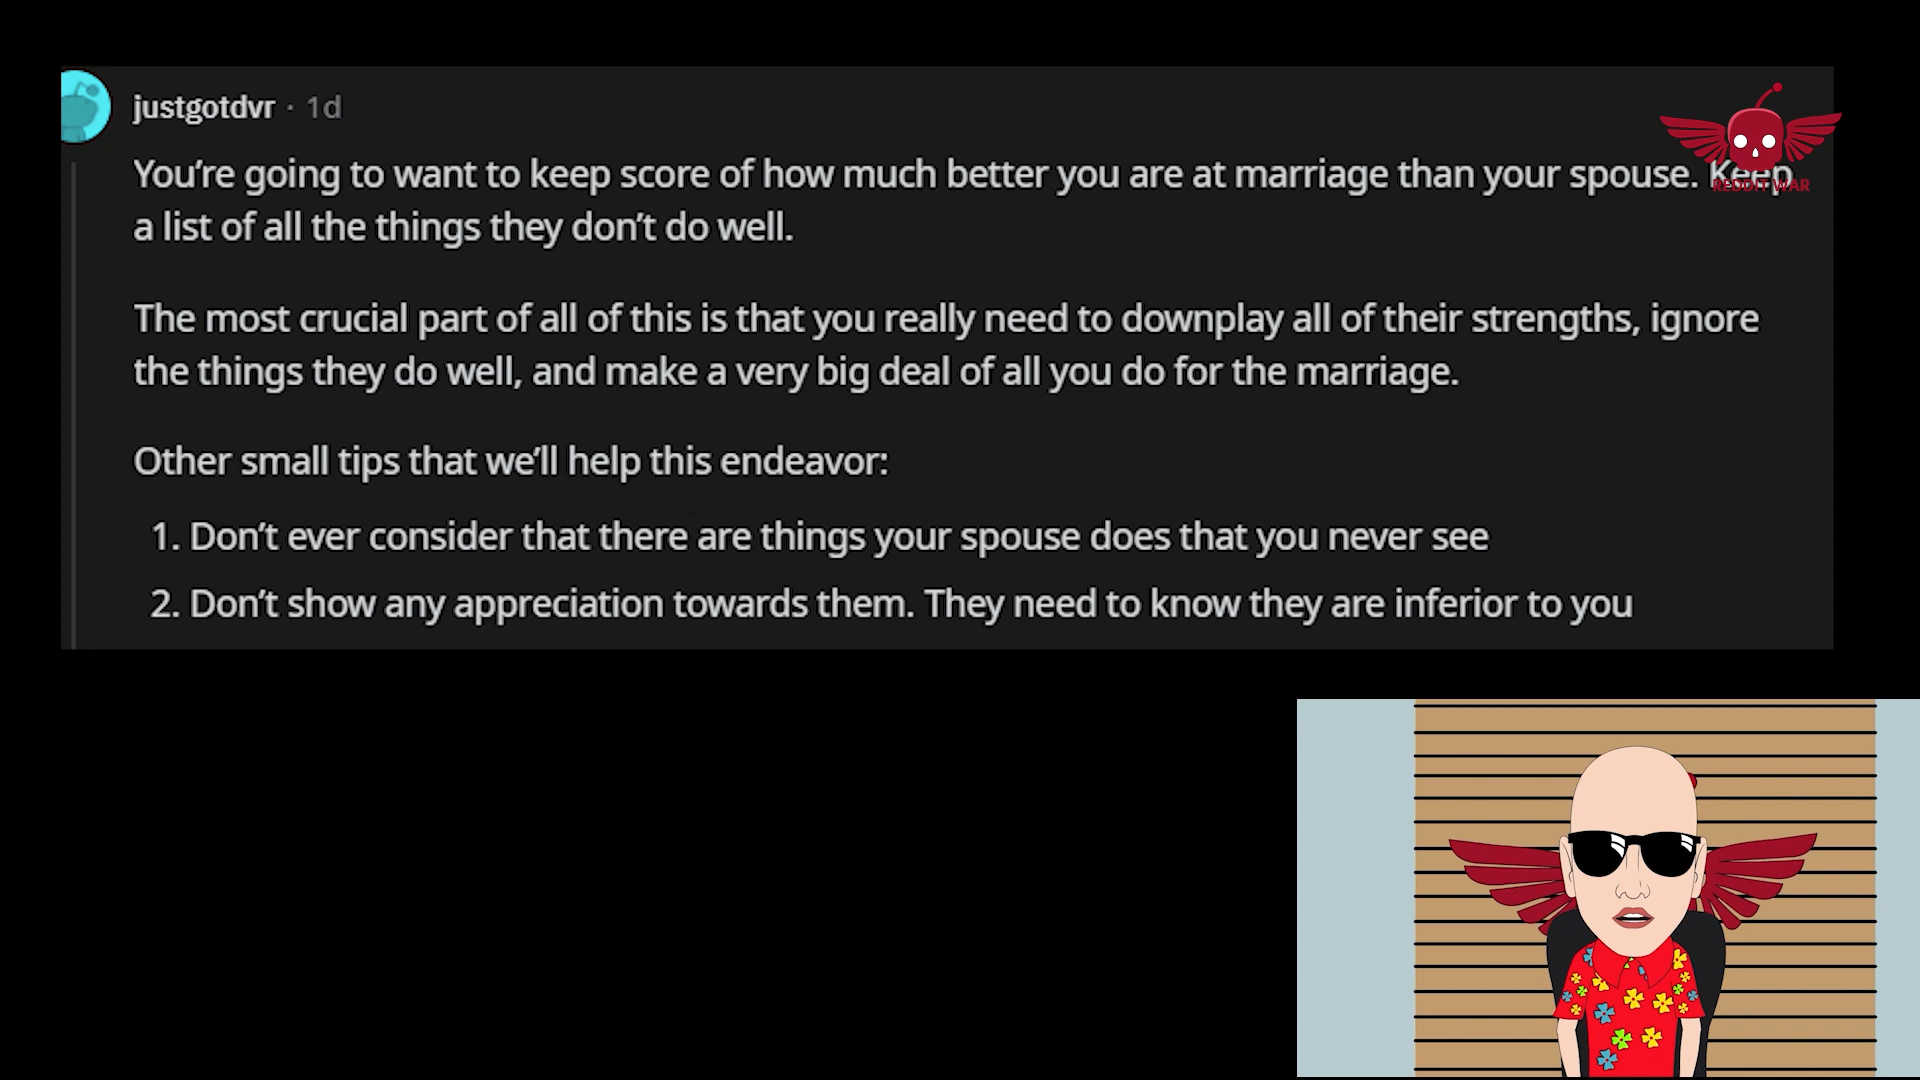 justgotdvr · 1d
You’re going to want to keep score of how much better you are at marriage than your spouse. Keep
a list of all the things they don’t do well.
The most crucial part of all of this is that you really need to downplay all of their strengths, ignore
the things they do well, and make a very big deal of all you do for the marriage.
Other small tips that we’ll help this endeavor:
1. Don’t ever consider that there are things your spouse does that you never see
2. Don’t show any appreciation towards them. They need to know they are inferior to you
REDDIT WAR